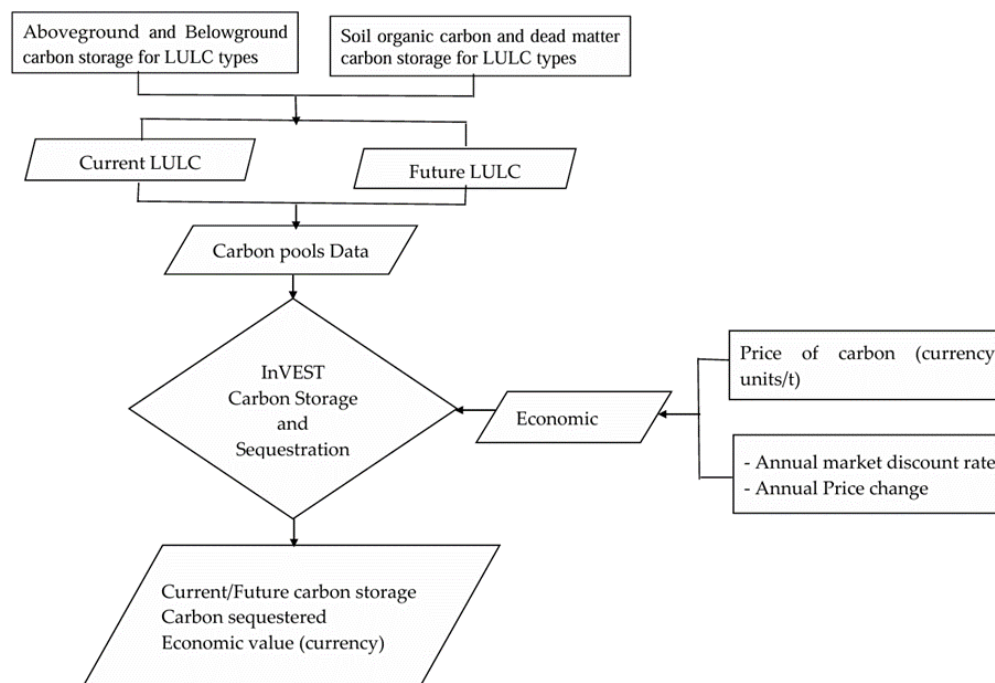 Aboveground and Belowground
carbon storage for LULC types
Soil organic carbon and dead matter
carbon storage for LULC types
Current LULC
Future LULC
Carbon pools Data
InVEST
Carbon Storage
and
Sequestration
Economic
Price of carbon (currency
units/t)
- Annual market discount rate
- Annual Price change
Current/Future carbon storage
Carbon sequestered
Economic value (currency)